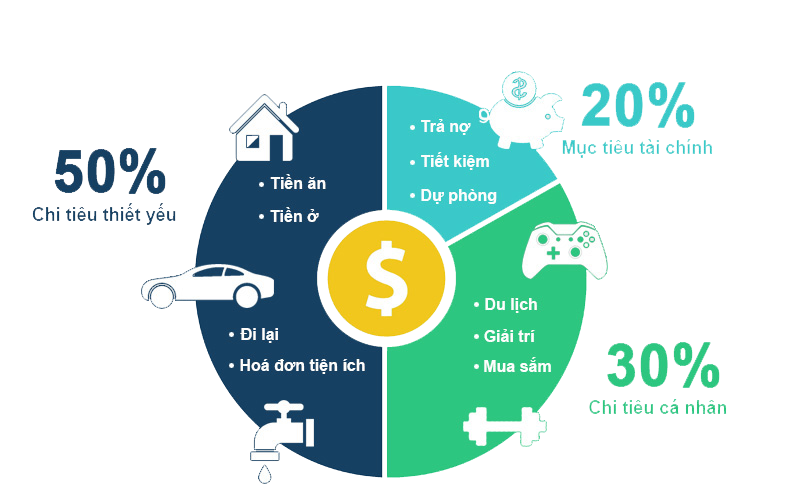 50%
Chi tiêu thiết yếu
• Tiền ăn
• Tiền ở
• Đi lại
• Hoá đơn tiện ích
20%
Mục tiêu tài chính
• Trả nợ
• Tiết kiệm
• Dự phòng
30%
Chi tiêu cá nhân
• Du lịch
• Giải trí
• Mua sắm
$
$